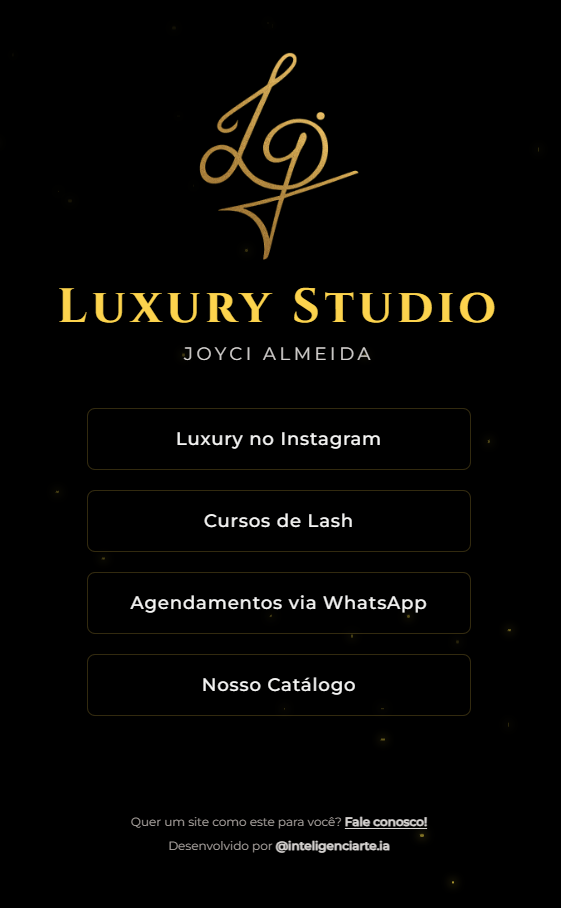 LUXURY STUDIO
JOYCI ALMEIDA
Luxury no Instagram
Cursos de Lash
Agendamentos via WhatsApp
Nosso Catálogo
Quer um site como este para você? Fale conosco!
Desenvolvido por @inteligenciarte.ia